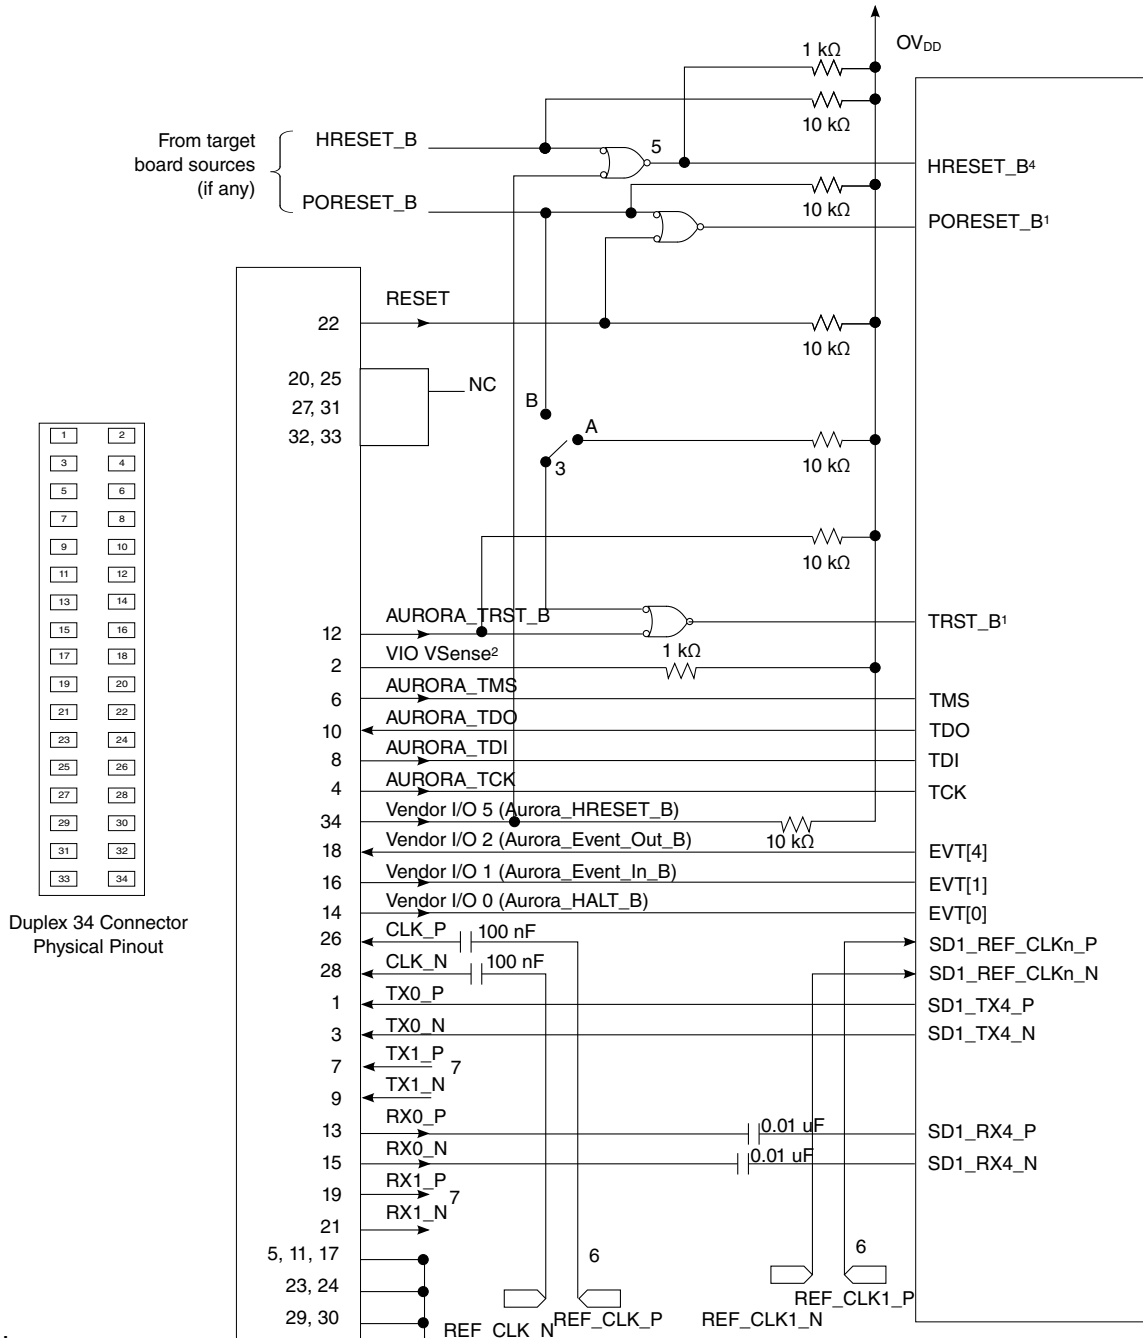 1 kΩ
OVDD
10 kΩ
From target
board sources
(if any)
HRESET_B
5
HRESET_B4
10 kΩ
PORESET_B
PORESET_B1
RESET
22
10 kΩ
20, 25
27, 31
32, 33
NC
B
A
3
10 kΩ
10 kΩ
1 2
3 4
5 6
7 8
9 10
11 12
13 14
15 16
17 18
19 20
21 22
23 24
25 26
27 28
29 30
31 32
33 34
Duplex 34 Connector
Physical Pinout
12 AURORA_TRST_B TRST_B1
2 VIO VSense2 1 kΩ
6 AURORA_TMS TMS
10 AURORA_TDO TDO
8 AURORA_TDI TDI
4 AURORA_TCK TCK
34 Vendor I/O 5 (Aurora_HRESET_B) 10 kΩ
18 Vendor I/O 2 (Aurora_Event_Out_B) EVT[4]
16 Vendor I/O 1 (Aurora_Event_In_B) EVT[1]
14 Vendor I/O 0 (Aurora_HALT_B) EVT[0]
26 CLK_P 100 nF SD1_REF_CLKn_P
28 CLK_N 100 nF SD1_REF_CLKn_N
1 TX0_P SD1_TX4_P
3 TX0_N SD1_TX4_N
7 TX1_P 7
9 TX1_N
13 RX0_P 0.01 uF SD1_RX4_P
15 RX0_N 0.01 uF SD1_RX4_N
19 RX1_P 7
21 RX1_N
5, 11, 17
23, 24
29, 30
6
6
REF_CLK_N
REF_CLK_P
REF_CLK1_N
REF_CLK1_P